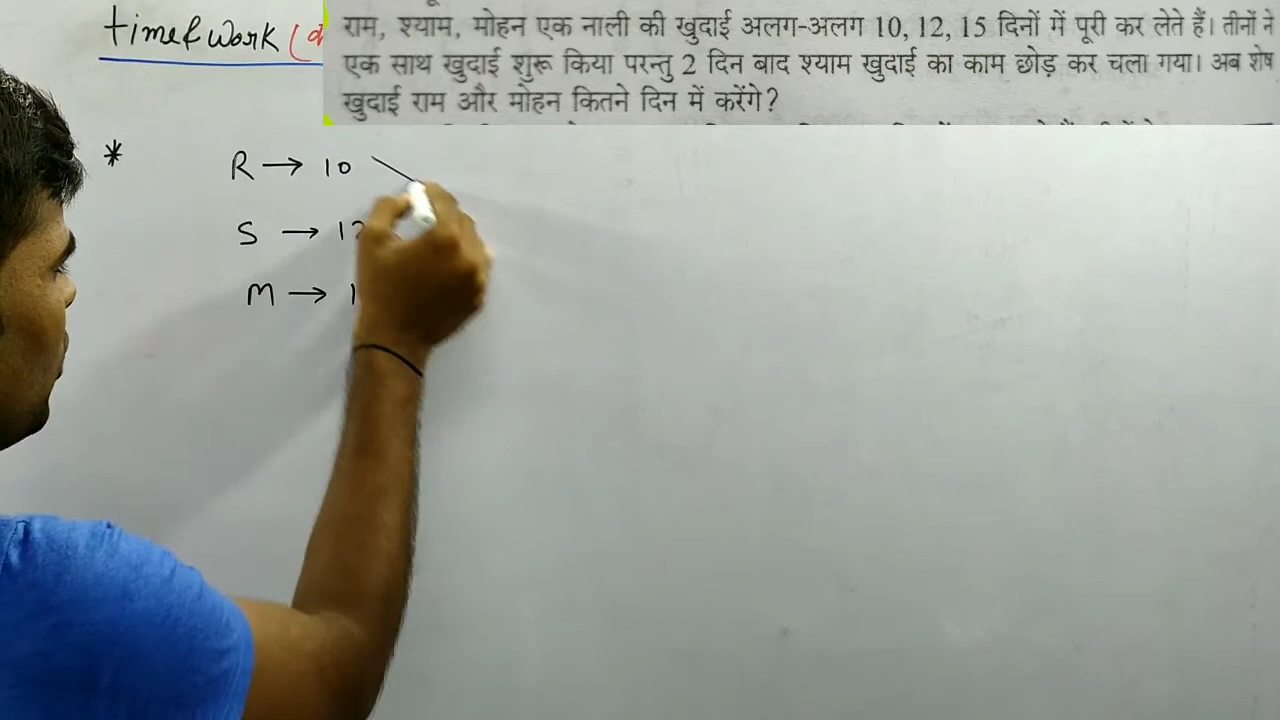 time & work (
राम, श्याम, मोहन एक नाली की खुदाई अलग-अलग 10, 12, 15 दिनों में पूरी कर लेते हैं। तीनों ने
एक साथ खुदाई शुरू किया परन्तु 2 दिन बाद श्याम खुदाई का काम छोड़ कर चला गया। अब शेष
खुदाई राम और मोहन कितने दिन में करेंगे?
* R → 10
S → 12
M → 1